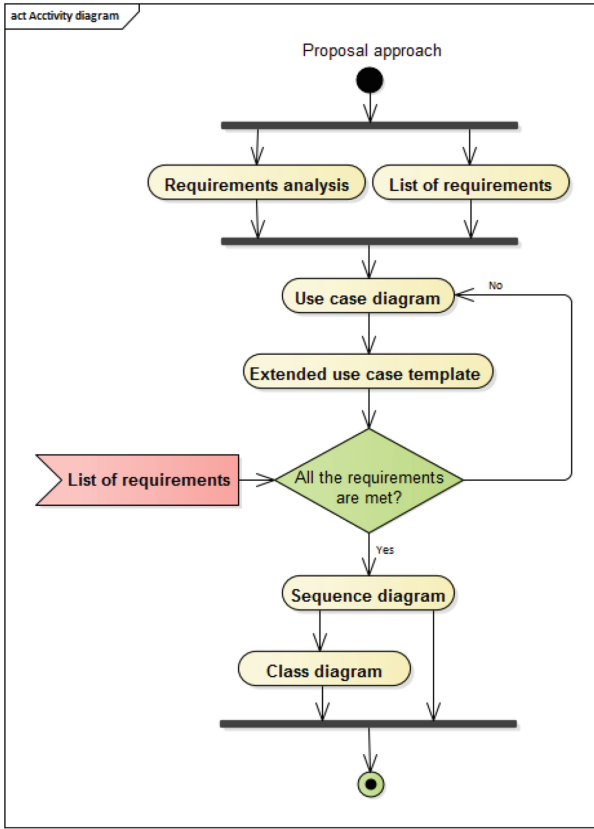 act Acctivity diagram
Proposal approach
Requirements analysis
List of requirements
Use case diagram
No
Extended use case template
List of requirements
All the requirements
are met?
Yes
Sequence diagram
Class diagram